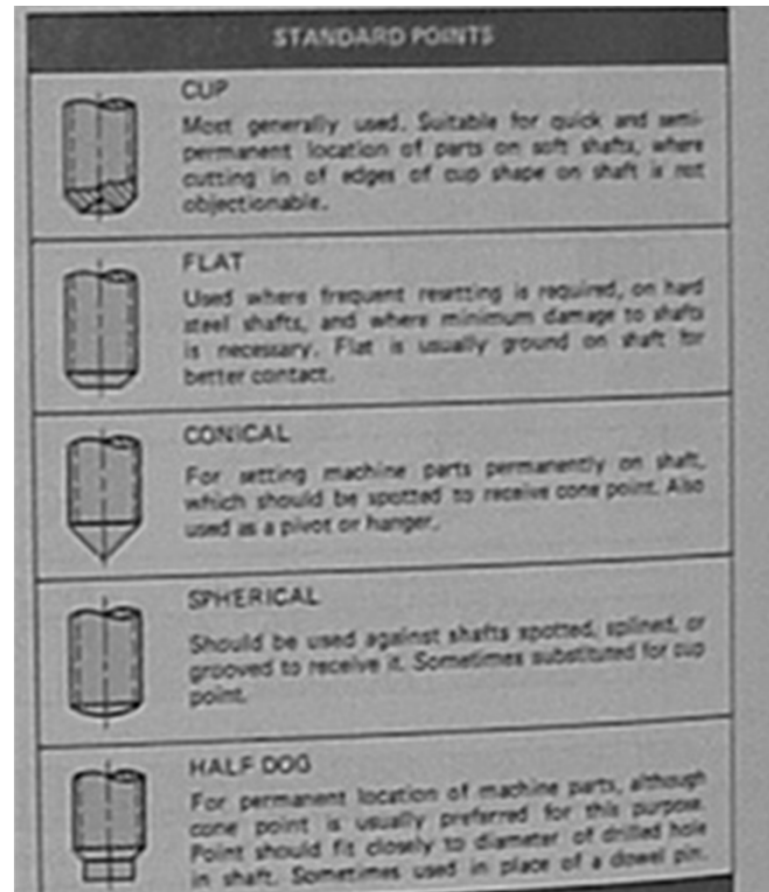 STANDARD POINTS
CUP
Most generally used. Suitable for quick and semi-
permanent location of parts on soft shafts, where
cutting in of edges of cup shape on shaft is not
objectionable.
FLAT
Used where frequent resetting is required, on hard
steel shafts, and where minimum damage to shafts
is necessary. Flat is usually ground on shaft for
better contact.
CONICAL
For setting machine parts permanently on shaft,
which should be spotted to receive cone point. Also
used as a pivot or hanger.
SPHERICAL
Should be used against shafts spotted, splined, or
grooved to receive it. Sometimes substituted for cup
point.
HALF DOG
For permanent location of machine parts, although
cone point is usually preferred for this purpose.
Point should fit closely to diameter of drilled hole
in shaft. Sometimes used in place of a dowel pin.